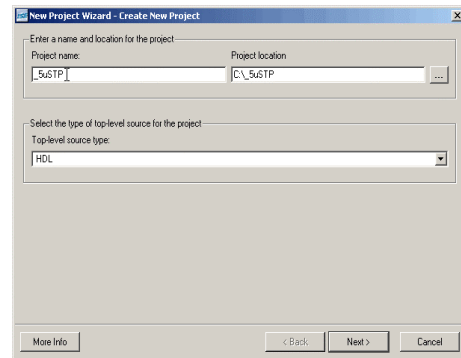 New Project Wizard - Create New Project
Enter a name and location for the project
Project name:
Project location
_5uSTP
C:\_5uSTP
...
Select the type of top-level source for the project
Top-level source type:
HDL
More Info
< Back
Next >
Cancel